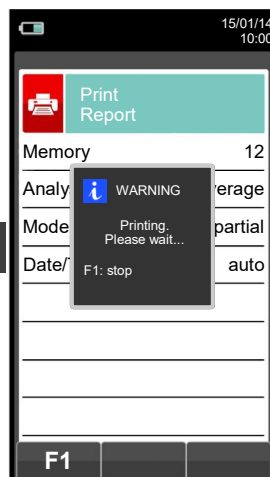 15/01/14
10:00
Print
Report
Memory 12
Analy verage
Mode partial
Date/ auto
i WARNING
Printing.
Please wait...
F1: stop
F1